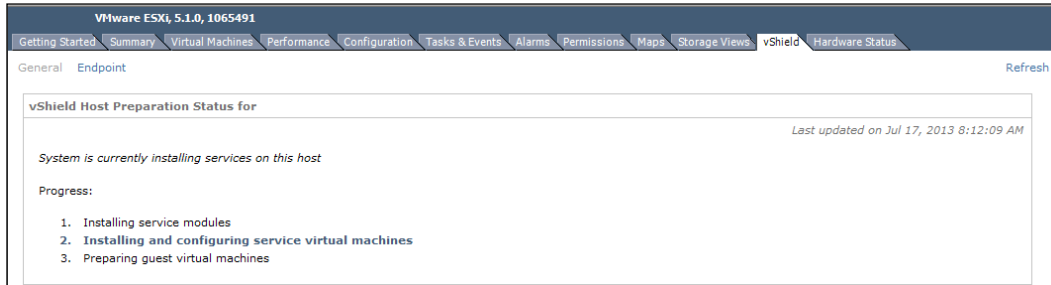 VMware ESXi, 5.1.0, 1065491
Getting Started Summary Virtual Machines Performance Configuration Tasks & Events Alarms Permissions Maps Storage Views vShield Hardware Status
General Endpoint Refresh
vShield Host Preparation Status for
Last updated on Jul 17, 2013 8:12:09 AM
System is currently installing services on this host
Progress:
1. Installing service modules
2. Installing and configuring service virtual machines
3. Preparing guest virtual machines